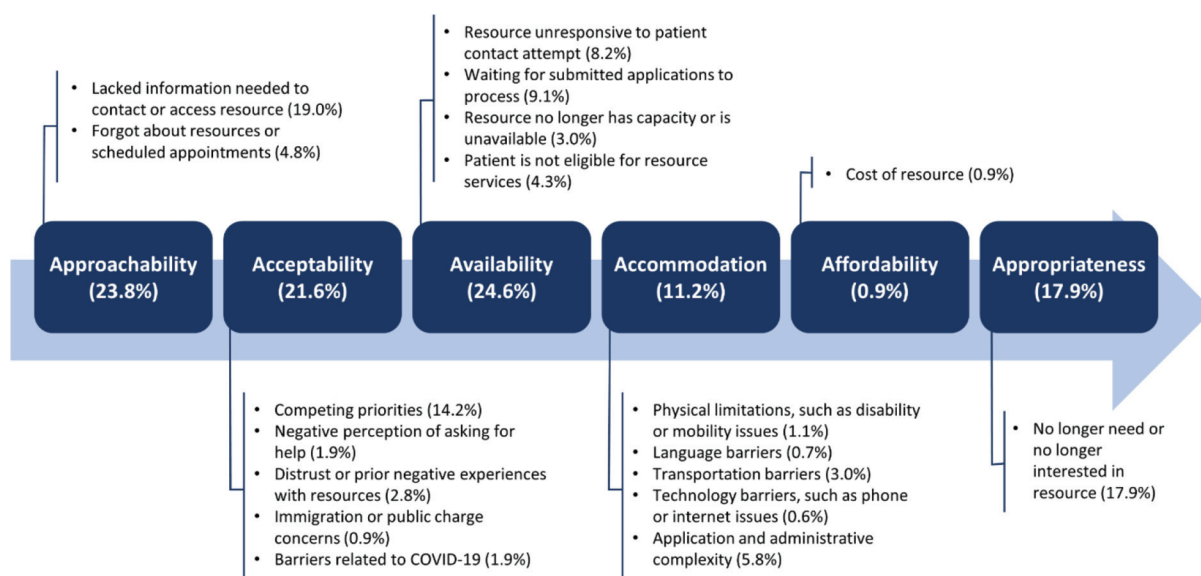 • Lacked information needed to
contact or access resource (19.0%)
• Forgot about resources or
scheduled appointments (4.8%)
• Resource unresponsive to patient
contact attempt (8.2%)
• Waiting for submitted applications to
process (9.1%)
• Resource no longer has capacity or is
unavailable (3.0%)
• Patient is not eligible for resource
services (4.3%)
• Cost of resource (0.9%)
Approachability
(23.8%)
Acceptability
(21.6%)
Availability
(24.6%)
Accommodation
(11.2%)
Affordability
(0.9%)
Appropriateness
(17.9%)
• Competing priorities (14.2%)
• Negative perception of asking for
help (1.9%)
• Distrust or prior negative experiences
with resources (2.8%)
• Immigration or public charge
concerns (0.9%)
• Barriers related to COVID-19 (1.9%)
• Physical limitations, such as disability
or mobility issues (1.1%)
• Language barriers (0.7%)
• Transportation barriers (3.0%)
• Technology barriers, such as phone
or internet issues (0.6%)
• Application and administrative
complexity (5.8%)
• No longer need or
no longer
interested in
resource (17.9%)